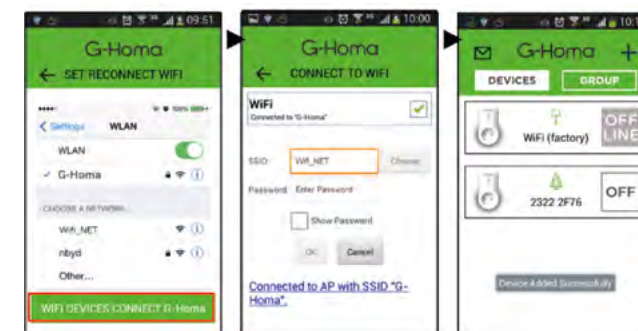 09:51
G-Homa
← SET RECONNECT WIFI
100%
< Settings WLAN
WLAN
✓ G-Homa
CHOOSE A NETWORK...
Wifi_NET
nbyd
Other...
WIFI DEVICES CONNECT G-Homa
10:00
G-Homa
← CONNECT TO WIFI
WiFi
Connected to "G-Homa"
SSID: Wifi_NET Choose
Password: Enter Password
Show Password
OK Cancel
Connected to AP with SSID "G-
Homa".
G-Homa +
DEVICES GROUP
WiFi (factory)
OFF
LINE
2322 2F76
OFF
Device Added Successfully